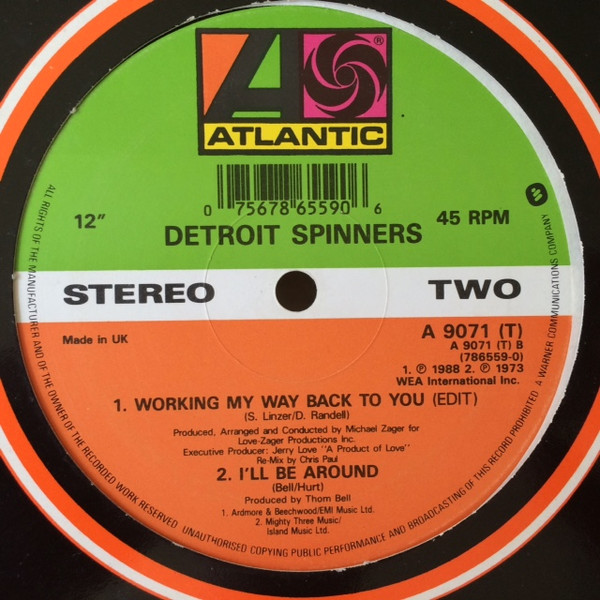 ATLANTIC
®
0 75678 65590 6
12" 45 RPM
DETROIT SPINNERS
STEREO TWO
Made in UK
A 9071 (T)
A 9071 (T) B
(786559-0)
1. ℗ 1988 2. ℗ 1973
WEA International Inc.
1. WORKING MY WAY BACK TO YOU (EDIT)
(S. Linzer/D. Randell)
Produced, Arranged and Conducted by Michael Zager for
Love-Zager Productions Inc.
Executive Producer: Jerry Love "A Product of Love"
Re-Mix by Chris Paul
2. I'LL BE AROUND
(Bell/Hurt)
Produced by Thom Bell
1. Ardmore & Beechwood/EMI Music Ltd.
2. Mighty Three Music/
Island Music Ltd.
ALL RIGHTS OF THE MANUFACTURER AND OF THE OWNER OF THE RECORDED WORK RESERVED UNAUTHORISED COPYING PUBLIC PERFORMANCE AND BROADCASTING OF THIS RECORD PROHIBITED A WARNER COMMUNICATIONS COMPANY